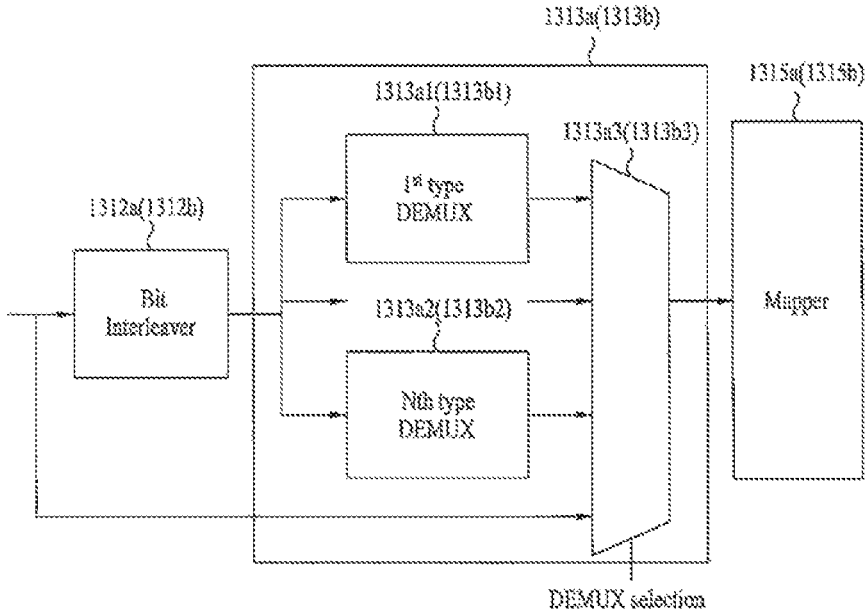 1313a(1313b)
1315a(1315b)
1313a1(1313b1)
1313a3(1313b3)
1st type
DEMUX
1312a(1312b)
Bit
Interleaver
1313a2(1313b2)
Mapper
Nth type
DEMUX
DEMUX selection